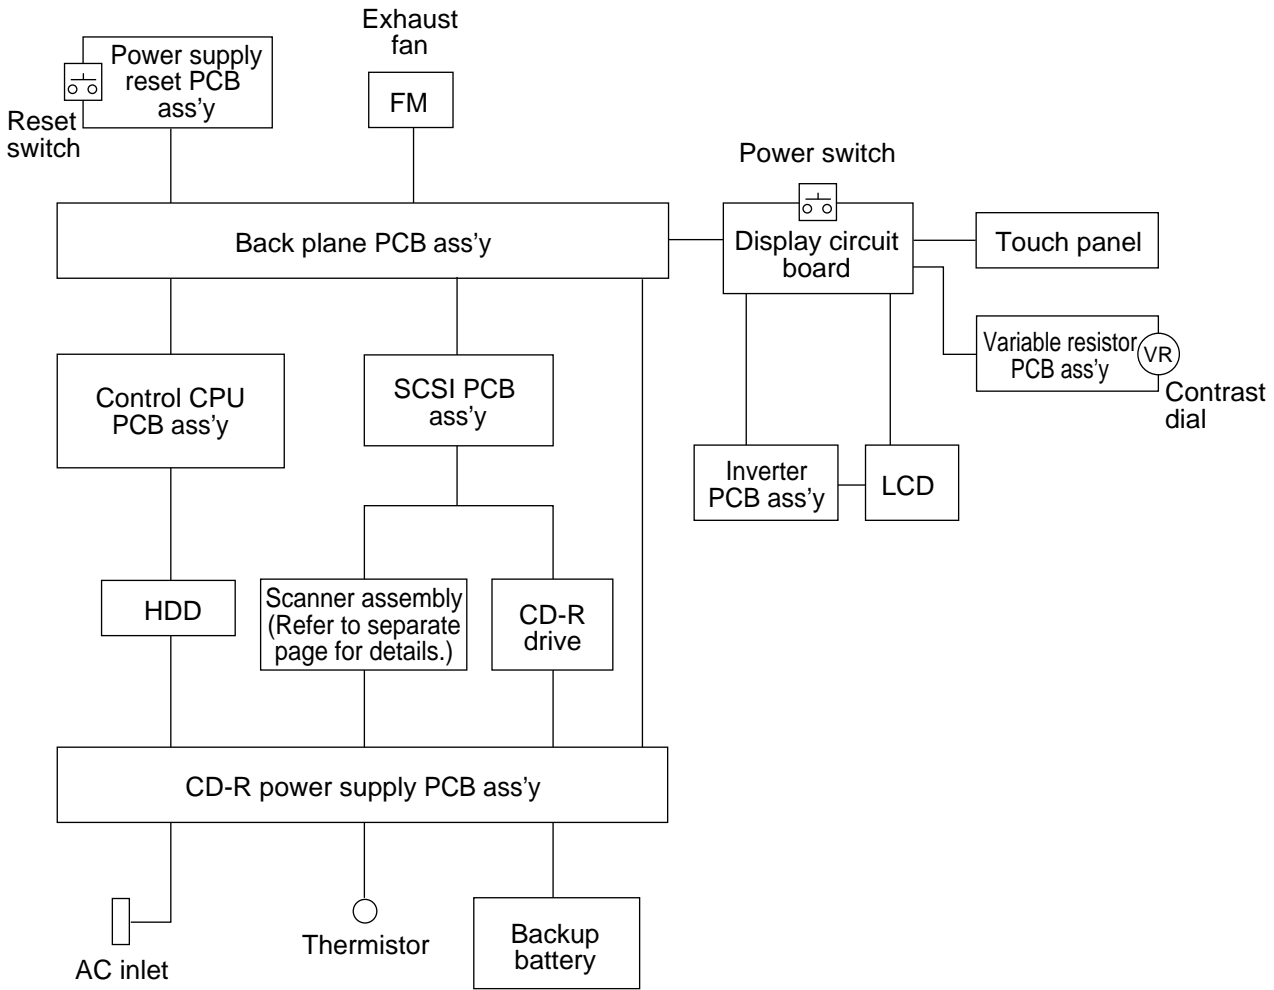 Exhaust
fan
Power supply
reset PCB
ass'y
FM
Reset
switch
Power switch
Back plane PCB ass'y
Display circuit
board
Touch panel
Variable resistor
PCB ass'y
VR
Contrast
dial
Control CPU
PCB ass'y
SCSI PCB
ass'y
Inverter
PCB ass'y
LCD
HDD
Scanner assembly
(Refer to separate
page for details.)
CD-R
drive
CD-R power supply PCB ass'y
AC inlet
Thermistor
Backup
battery